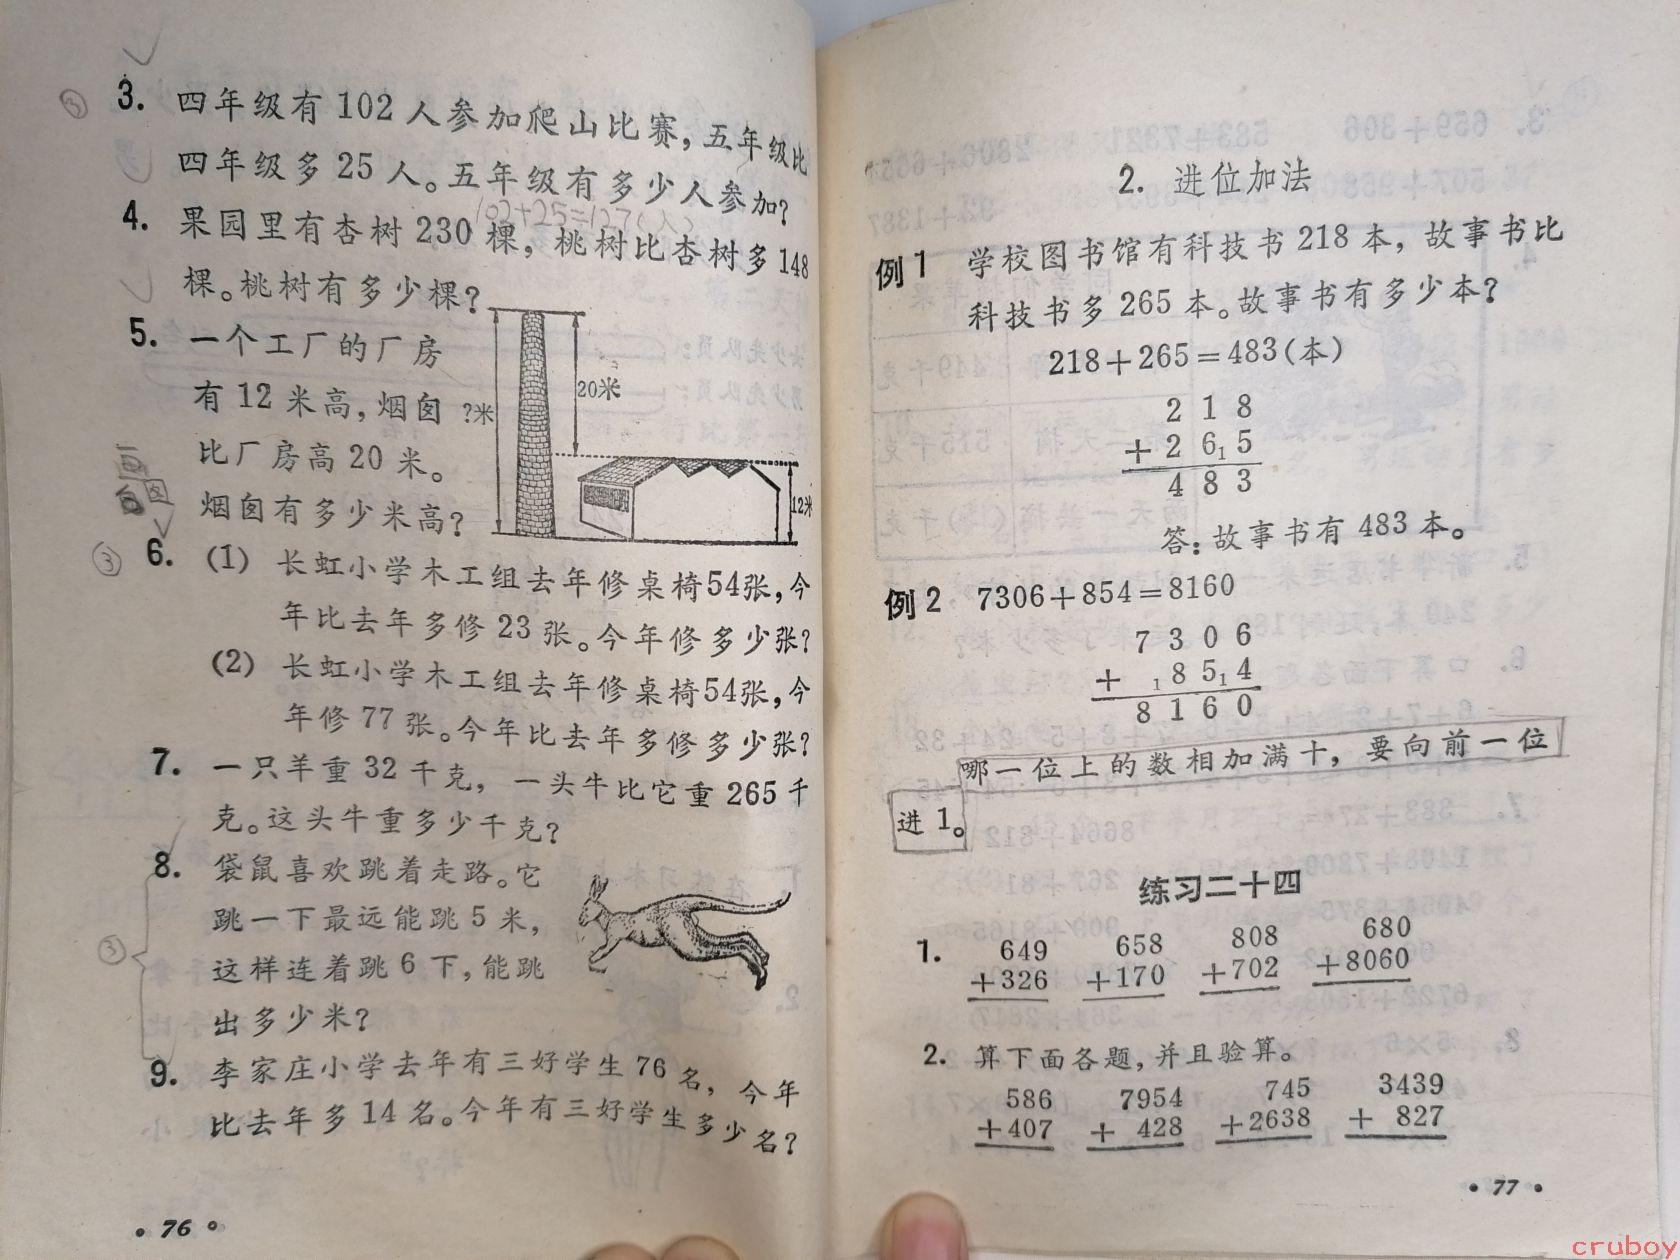 3. 四年级有102人参加爬山比赛，五年级比
四年级多25人。五年级有多少人参加？
102+25=127(人)
4. 果园里有杏树230棵，桃树比杏树多148
棵。桃树有多少棵？
5. 一个工厂的厂房
有12米高，烟囱
比厂房高20米。
烟囱有多少米高？
?米
20米
12米
6. (1) 长虹小学木工组去年修桌椅54张，今
年比去年多修23张。今年修多少张？
(2) 长虹小学木工组去年修桌椅54张，今
年修77张。今年比去年多修多少张？
7. 一只羊重32千克，一头牛比它重265千
克。这头牛重多少千克？
8. 袋鼠喜欢跳着走路。它
跳一下最远能跳5米，
这样连着跳6下，能跳
出多少米？
9. 李家庄小学去年有三好学生76名，今年
比去年多14名。今年有三好学生多少名？
• 76 •
2. 进位加法
例1 学校图书馆有科技书218本，故事书比
科技书多265本。故事书有多少本？
218+265=483(本)
2 1 8
+ 2 6₁5
4 8 3
答：故事书有483本。
例2 7306+854=8160
7 3 0 6
+ ₁8 5₁4
8 1 6 0
哪一位上的数相加满十，要向前一位
进1。
练习二十四
1. 649 658 808 680
+326 +170 +702 +8060
2. 算下面各题，并且验算。
586 7954 745 3439
+407 + 428 +2638 + 827
• 77 •
cruboy